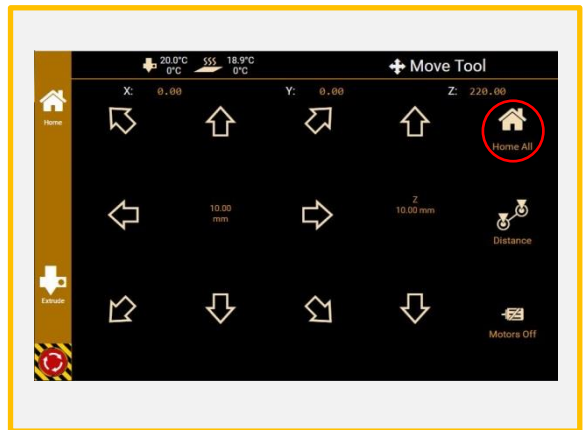 20.0°C 18.9°C
0°C 0°C
Move Tool
X: 0.00 Y: 0.00 Z: 220.00
Home
Home All
10.00
mm
Z
10.00 mm
Distance
Extrude
Motors Off